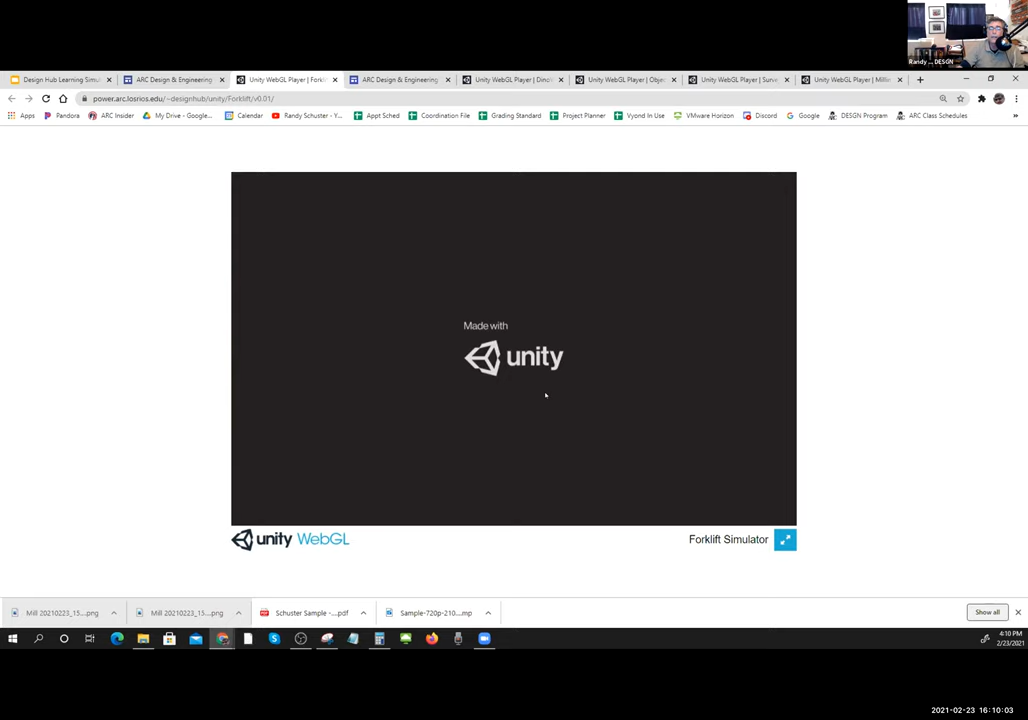 Randy ... DESGN
Design Hub Learning Simu
ARC Design & Engineering
Unity WebGL Player | Forkl
ARC Design & Engineering
Unity WebGL Player | DinoV
Unity WebGL Player | Objec
Unity WebGL Player | Surve
Unity WebGL Player | Millin
power.arc.losrios.edu/~designhub/unity/Forklift/v0.01/
Apps
Pandora
ARC Insider
My Drive - Google...
Calendar
Randy Schuster - Y...
Appt Sched
Coordination File
Grading Standard
Project Planner
Vyond In Use
VMware Horizon
Discord
Google
DESGN Program
ARC Class Schedules
»
Made with
unity
unity WebGL
Forklift Simulator
Mill 20210223_15....png
Mill 20210223_15....png
Schuster Sample -....pdf
Sample-720p-210....mp
Show all
4:10 PM
2/23/2021
2021-02-23 16:10:03